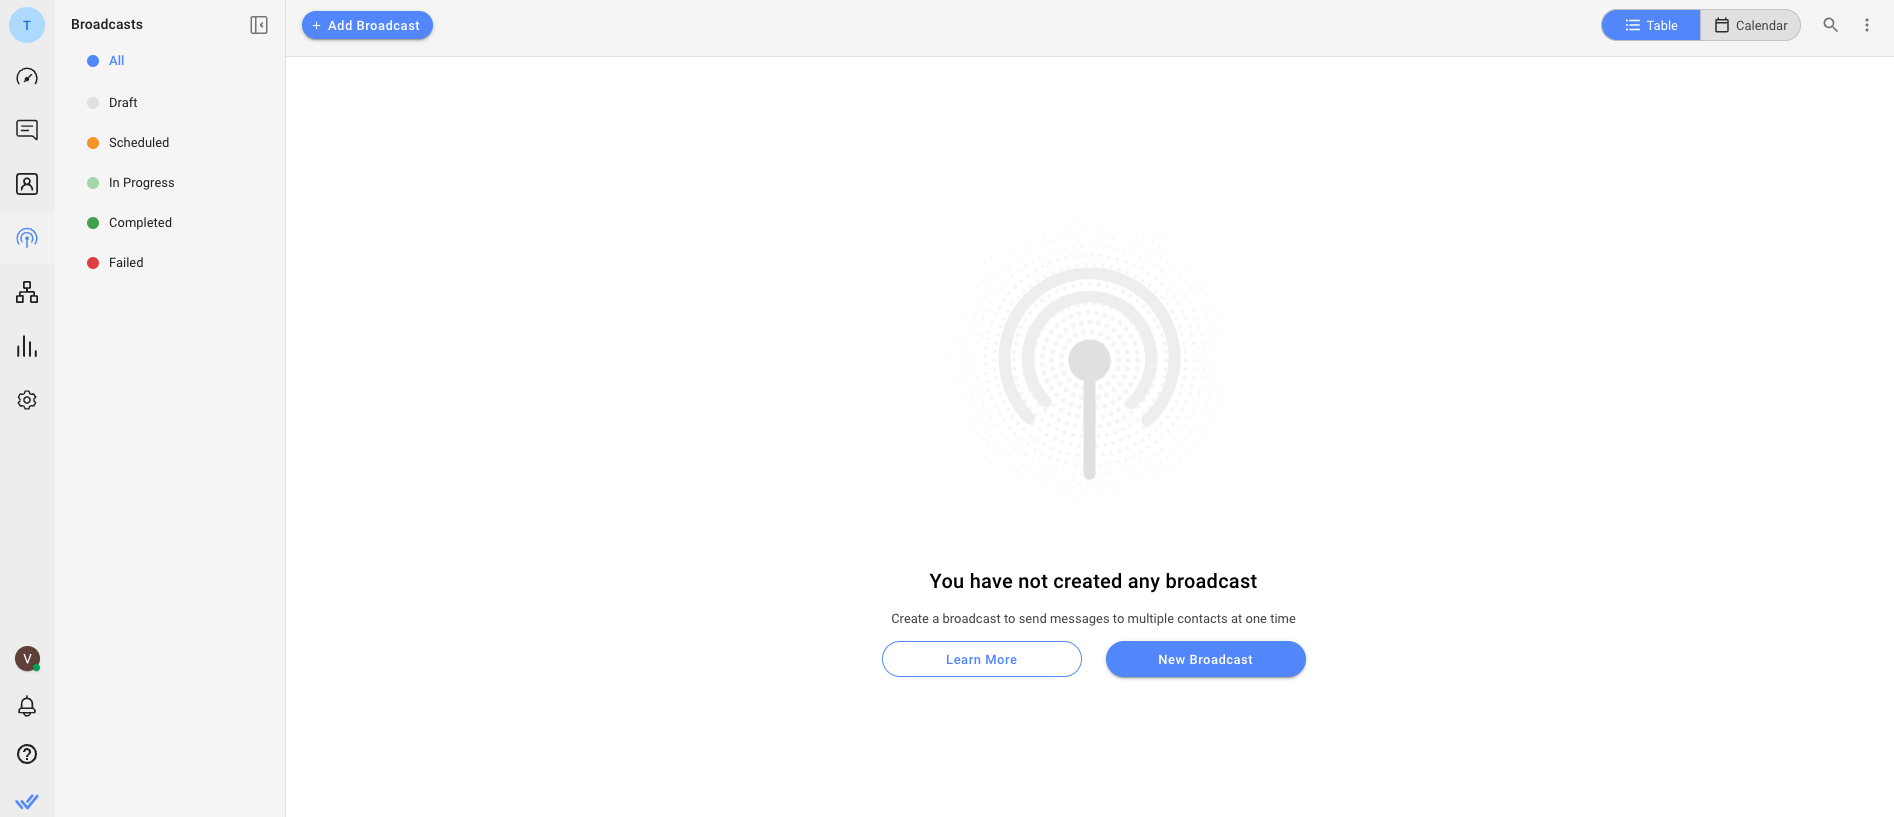 T
Broadcasts
All
Draft
Scheduled
In Progress
Completed
Failed
V
+ Add Broadcast
Table
Calendar
You have not created any broadcast
Create a broadcast to send messages to multiple contacts at one time
Learn More
New Broadcast